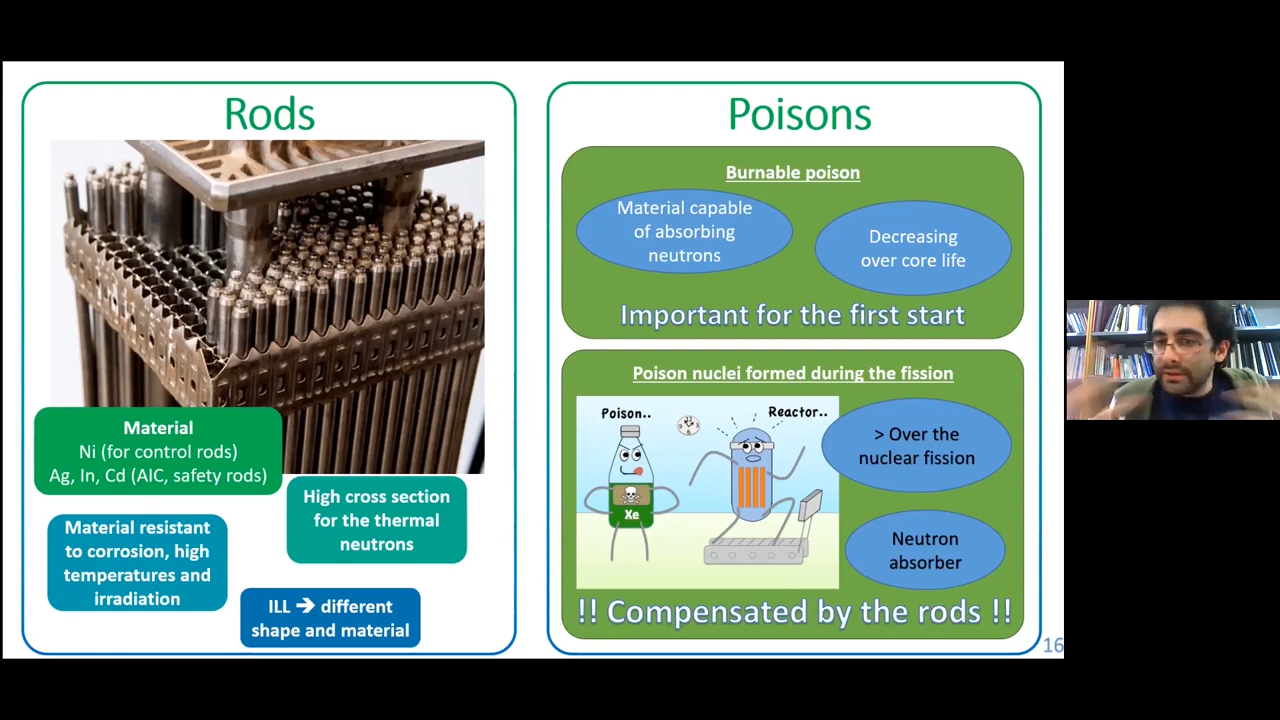 Rods
Material
Ni (for control rods)
Ag, In, Cd (AIC, safety rods)
High cross section
for the thermal
neutrons
Material resistant
to corrosion, high
temperatures and
irradiation
ILL ➔ different
shape and material
Poisons
Burnable poison
Material capable
of absorbing
neutrons
Decreasing
over core life
Important for the first start
Poison nuclei formed during the fission
Poison..
Reactor..
Xe
> Over the
nuclear fission
Neutron
absorber
!! Compensated by the rods !!
16